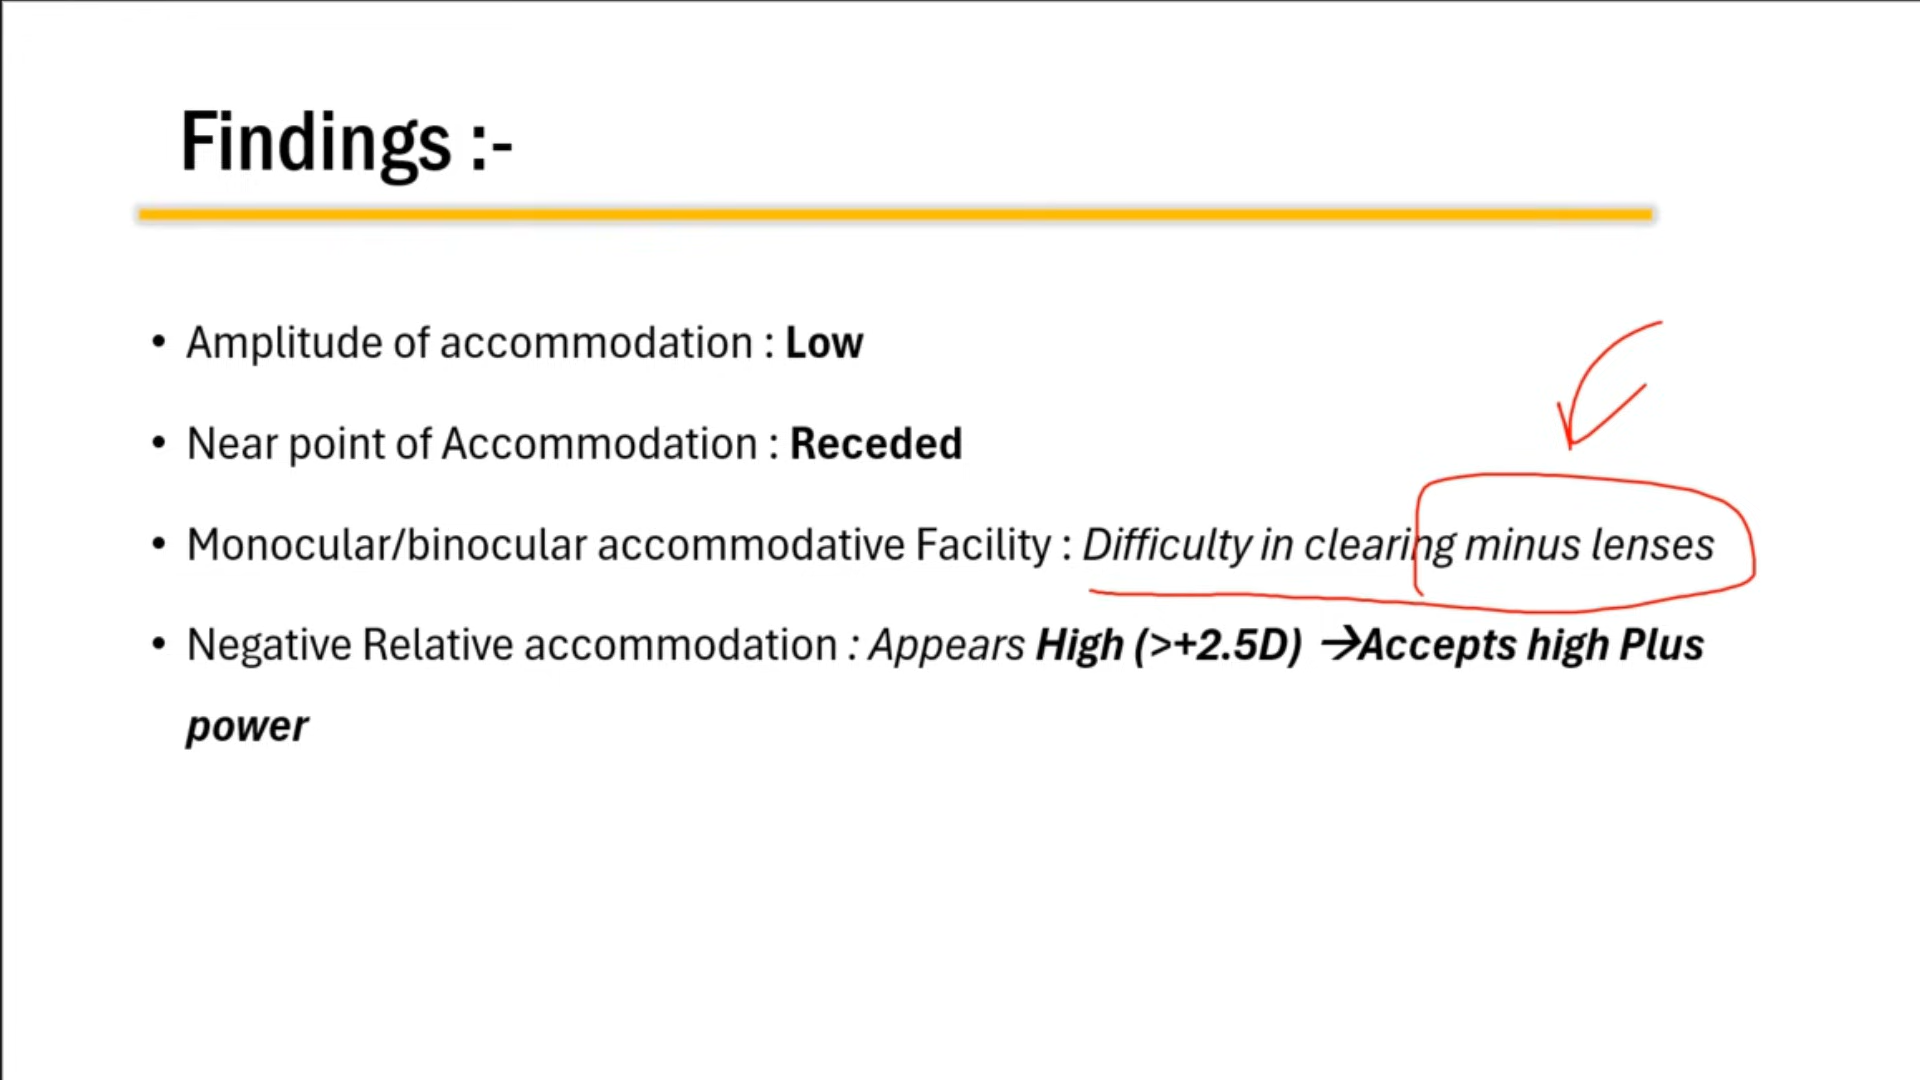 Findings :-
• Amplitude of accommodation : Low
• Near point of Accommodation : Receded
• Monocular/binocular accommodative Facility : Difficulty in clearing minus lenses
• Negative Relative accommodation : Appears High (>+2.5D) →Accepts high Plus
power